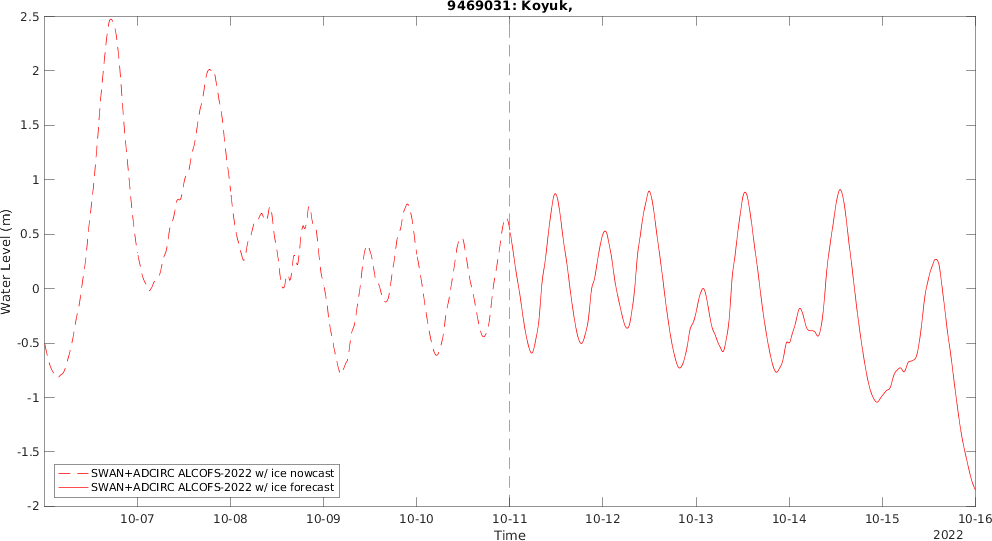 9469031: Koyuk,
2.5
2
1.5
1
0.5
0
-0.5
-1
-1.5
-2
Water Level (m)
SWAN+ADCIRC ALCOFS-2022 w/ ice nowcast
SWAN+ADCIRC ALCOFS-2022 w/ ice forecast
10-07 10-08 10-09 10-10 10-11 10-12 10-13 10-14 10-15 10-16
Time
2022